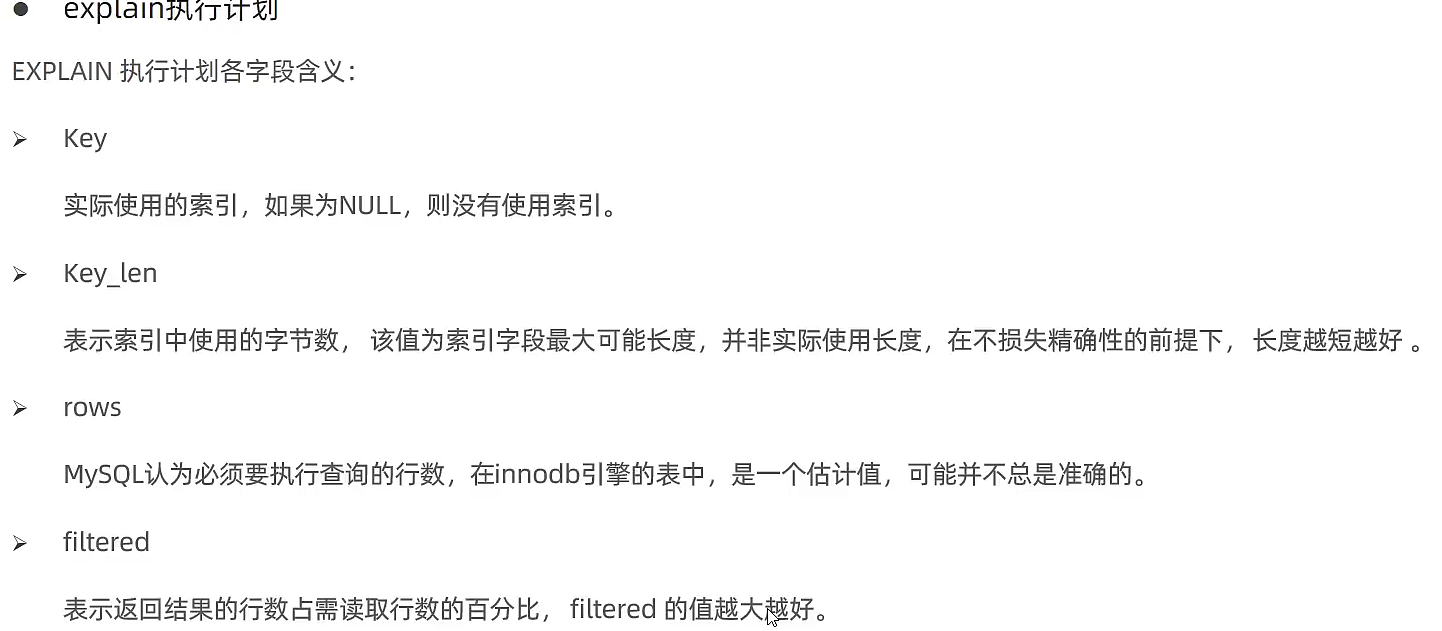 explain执行计划
EXPLAIN 执行计划各字段含义：
Key
实际使用的索引，如果为NULL，则没有使用索引。
Key_len
表示索引中使用的字节数， 该值为索引字段最大可能长度，并非实际使用长度，在不损失精确性的前提下， 长度越短越好 。
rows
MySQL认为必须要执行查询的行数，在innodb引擎的表中，是一个估计值，可能并不总是准确的。
filtered
表示返回结果的行数占需读取行数的百分比， filtered 的值越大越好。